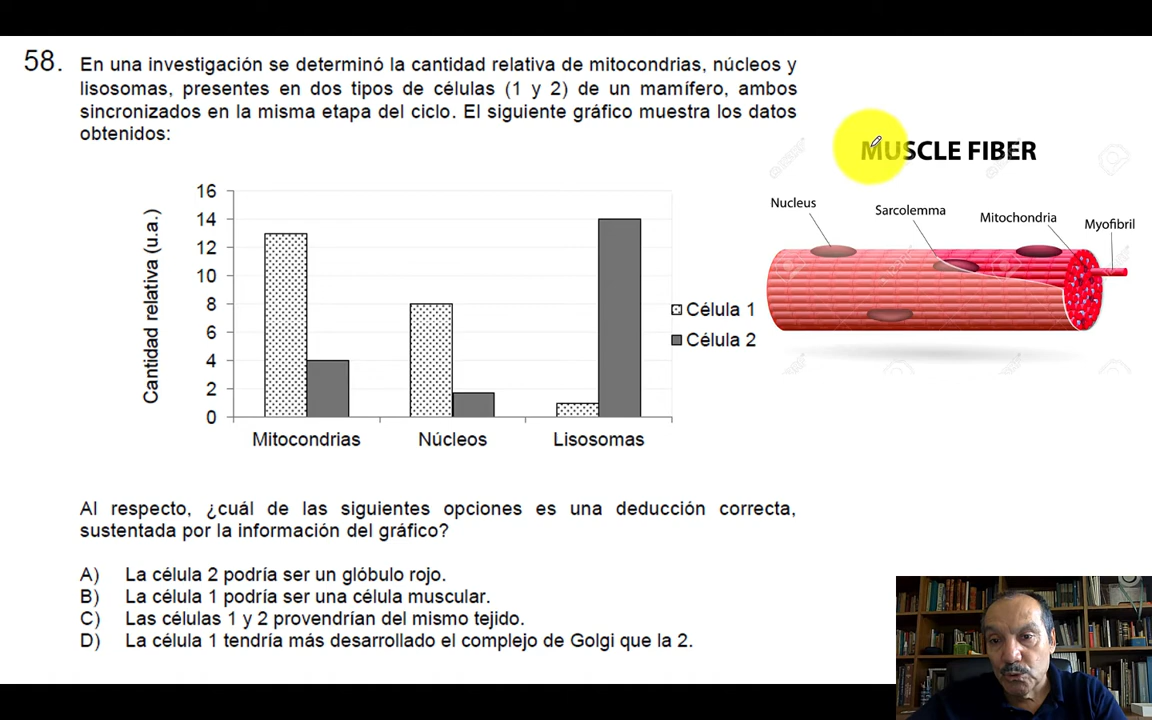 58. En una investigación se determinó la cantidad relativa de mitocondrias, núcleos y
lisosomas, presentes en dos tipos de células (1 y 2) de un mamífero, ambos
sincronizados en la misma etapa del ciclo. El siguiente gráfico muestra los datos
obtenidos:
MUSCLE FIBER
Nucleus
Sarcolemma
Mitochondria
Myofibril
Cantidad relativa (u.a.)
16
14
12
10
8
6
4
2
0
Mitocondrias Núcleos Lisosomas
Célula 1
Célula 2
Al respecto, ¿cuál de las siguientes opciones es una deducción correcta,
sustentada por la información del gráfico?
A) La célula 2 podría ser un glóbulo rojo.
B) La célula 1 podría ser una célula muscular.
C) Las células 1 y 2 provendrían del mismo tejido.
D) La célula 1 tendría más desarrollado el complejo de Golgi que la 2.